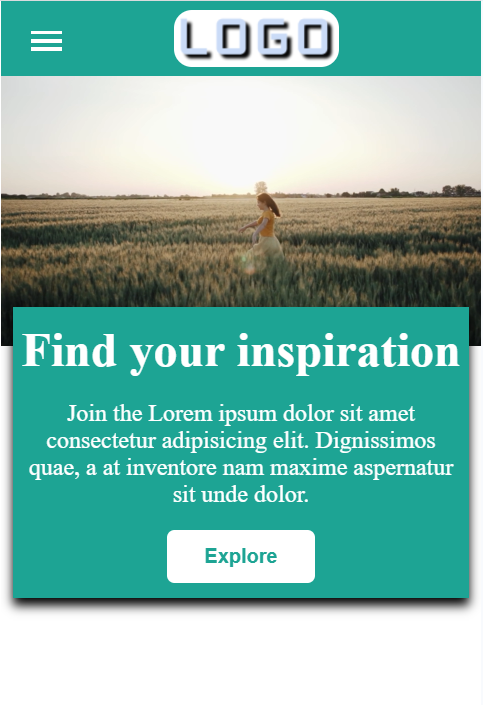 LOGO
Find your inspiration
Join the Lorem ipsum dolor sit amet
consectetur adipisicing elit. Dignissimos
quae, a at inventore nam maxime aspernatur
sit unde dolor.
Explore